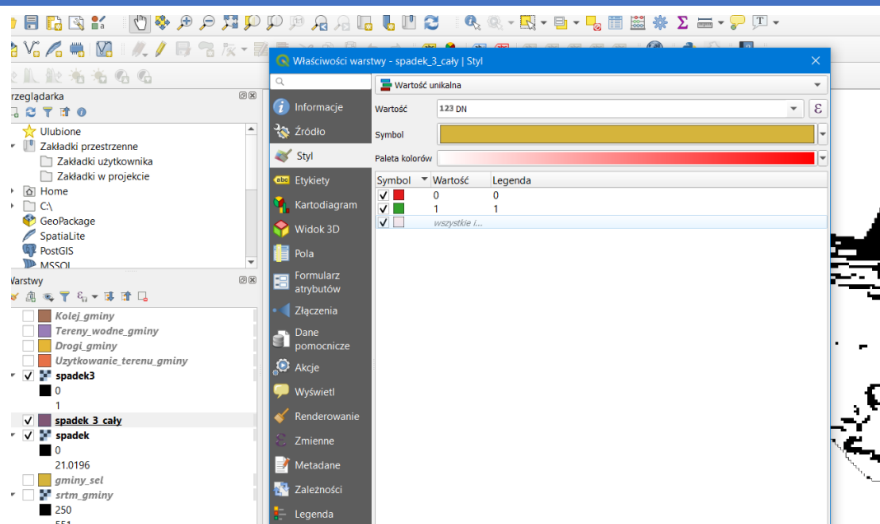 Właściwości warstwy - spadek_3_cały | Styl
rzeglądarka
Ulubione
Zakładki przestrzenne
Zakładki użytkownika
Zakładki w projekcie
Home
C:\
GeoPackage
SpatiaLite
PostGIS
MSSQL
Warstwy
Kolej_gminy
Tereny_wodne_gminy
Drogi_gminy
Uzytkowanie_terenu_gminy
spadek3
0
1
spadek_3_cały
spadek
0
21.0196
gminy_sel
srtm_gminy
250
551
Informacje
Źródło
Styl
abc Etykiety
Kartodiagram
Widok 3D
Pola
Formularz
atrybutów
Złączenia
Dane
pomocnicze
Akcje
Wyświetl
Renderowanie
Zmienne
Metadane
Zależności
Legenda
Wartość unikalna
Wartość 123 DN ε
Symbol
Paleta kolorów
Symbol Wartość Legenda
0 0
1 1
wszystkie i...